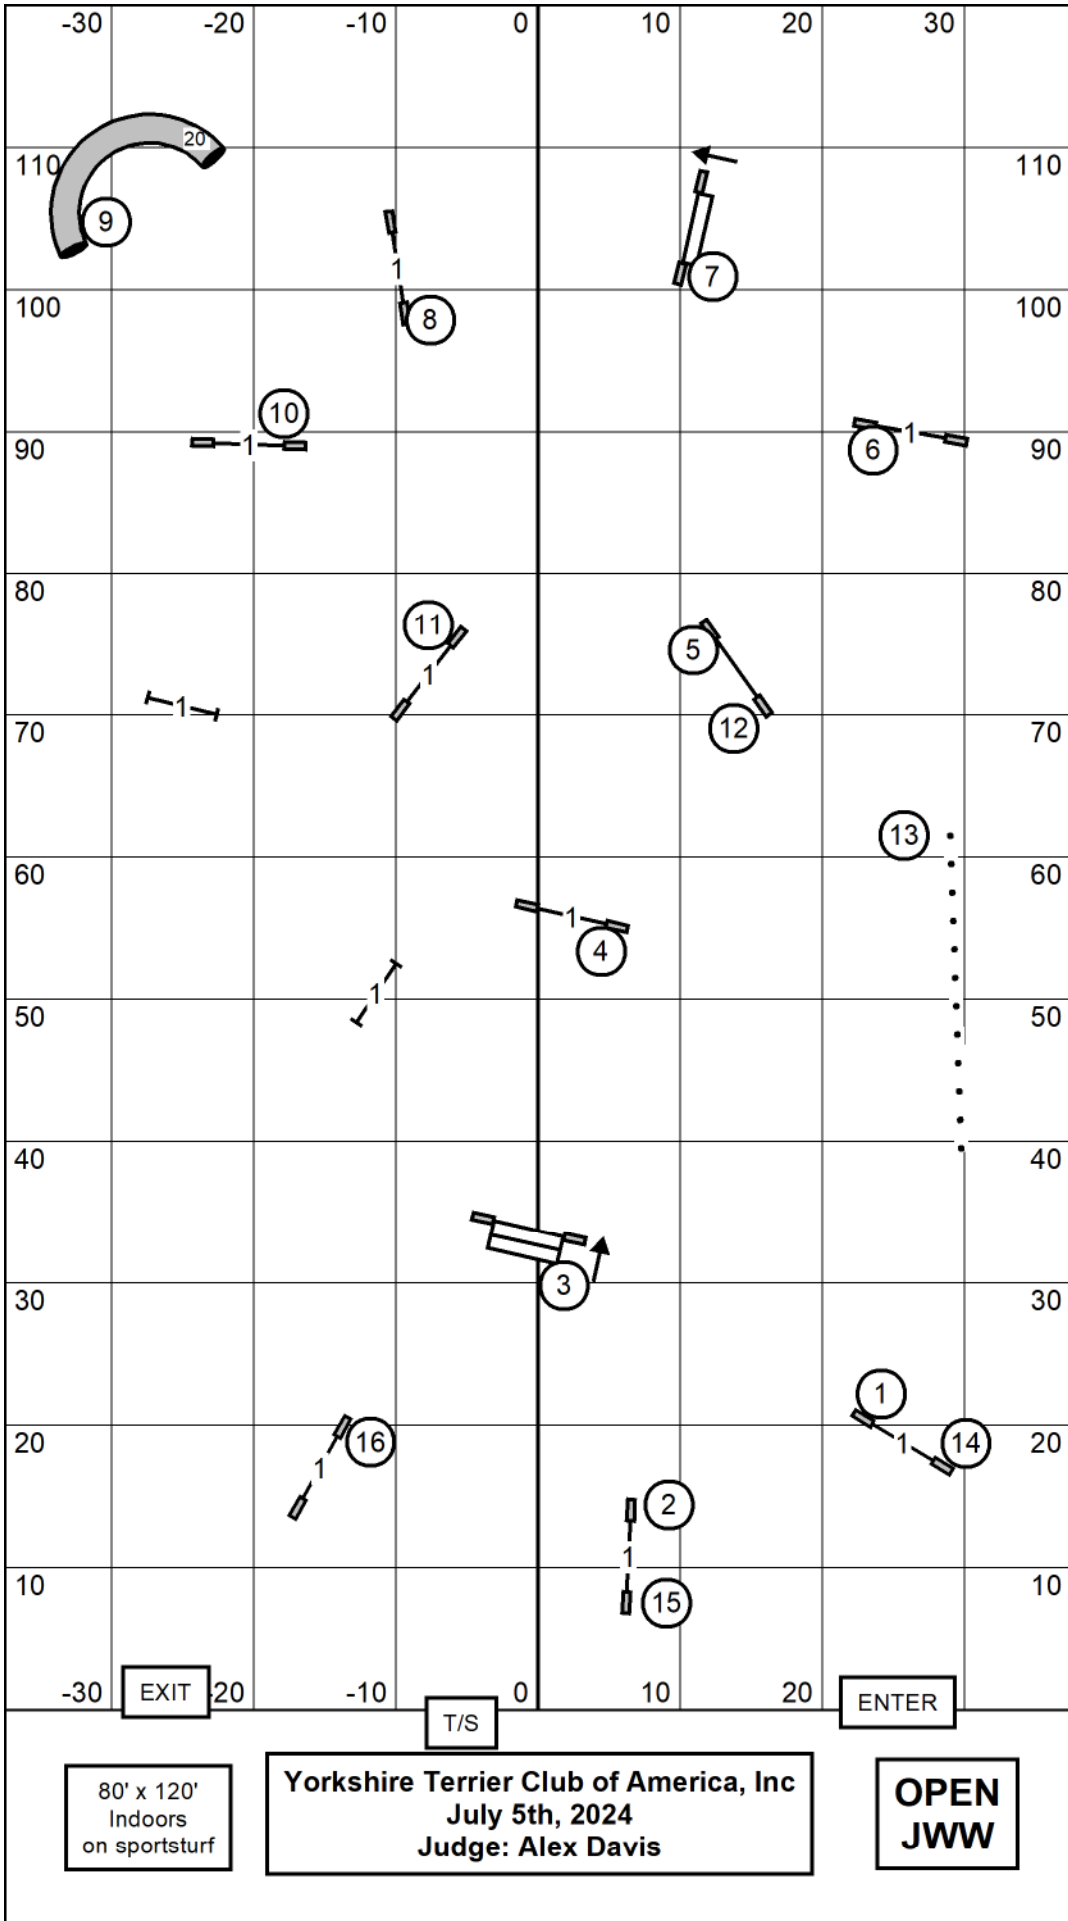 -30 -20 -10 0 10 20 30
20
110 110
9
1
7
100 100
8
10
1
1
90 6 90
80 80
11
5
1
1
70 12 70
13
60 60
1
4
1
50 50
40 40
3
30 30
1
20 16 1 14 20
1
2
1
10 15 10
-30 EXIT -20 -10 0 10 20 ENTER
T/S
80' x 120'
Indoors
on sportsturf
Yorkshire Terrier Club of America, Inc
July 5th, 2024
Judge: Alex Davis
OPEN
JWW